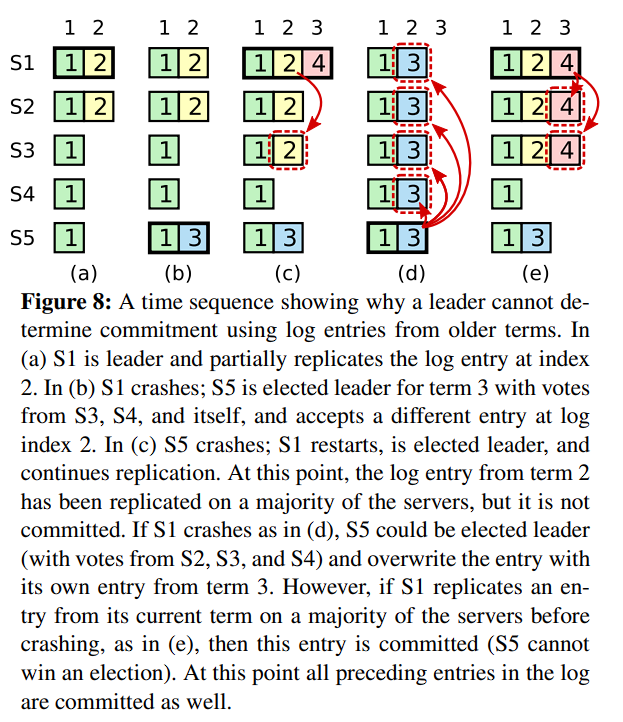 1 2 1 2 1 2 3 1 2 3 1 2 3
S1 1 2 1 2 1 2 4 1 3 1 2 4
S2 1 2 1 2 1 2 1 3 1 2 4
S3 1 1 1 2 1 3 1 2 4
S4 1 1 1 1 3 1
S5 1 1 3 1 3 1 3 1 3
(a) (b) (c) (d) (e)
Figure 8: A time sequence showing why a leader cannot de-
termine commitment using log entries from older terms. In
(a) S1 is leader and partially replicates the log entry at index
2. In (b) S1 crashes; S5 is elected leader for term 3 with votes
from S3, S4, and itself, and accepts a different entry at log
index 2. In (c) S5 crashes; S1 restarts, is elected leader, and
continues replication. At this point, the log entry from term 2
has been replicated on a majority of the servers, but it is not
committed. If S1 crashes as in (d), S5 could be elected leader
(with votes from S2, S3, and S4) and overwrite the entry with
its own entry from term 3. However, if S1 replicates an en-
try from its current term on a majority of the servers before
crashing, as in (e), then this entry is committed (S5 cannot
win an election). At this point all preceding entries in the log
are committed as well.